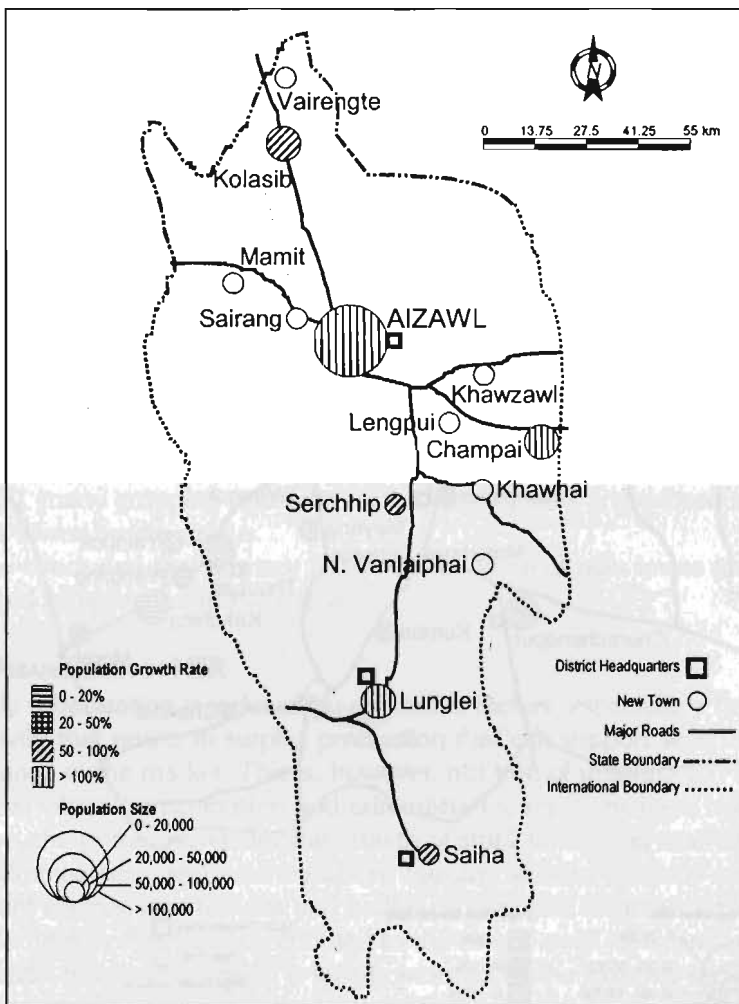 N
0 13.75 27.5 41.25 55 km
Vairengte
Kolasib
Mamit
Sairang
AIZAWL
Khawzawl
Lengpui
Champai
Khawhai
Serchhip
N. Vanlaiphai
Lunglei
Saiha
Population Growth Rate
0 - 20%
20 - 50%
50 - 100%
> 100%
Population Size
0 - 20,000
20,000 - 50,000
50,000 - 100,000
> 100,000
District Headquarters
New Town
Major Roads
State Boundary
International Boundary